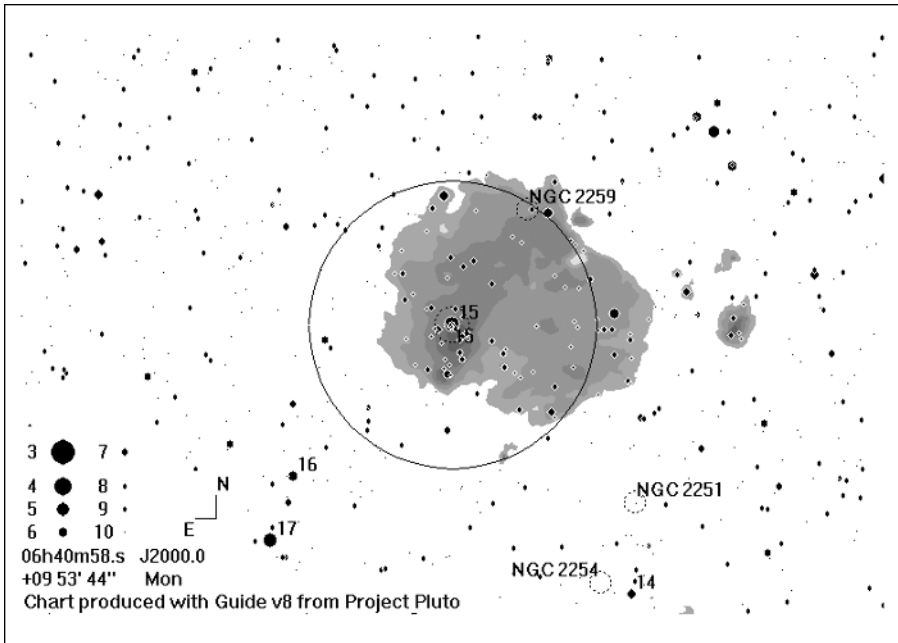 NGC 2259
15
15
16
17
NGC 2251
NGC 2254
14
3 7
4 8
5 9
6 10
N
E
06h40m58.s J2000.0
+09 53' 44" Mon
Chart produced with Guide v8 from Project Pluto